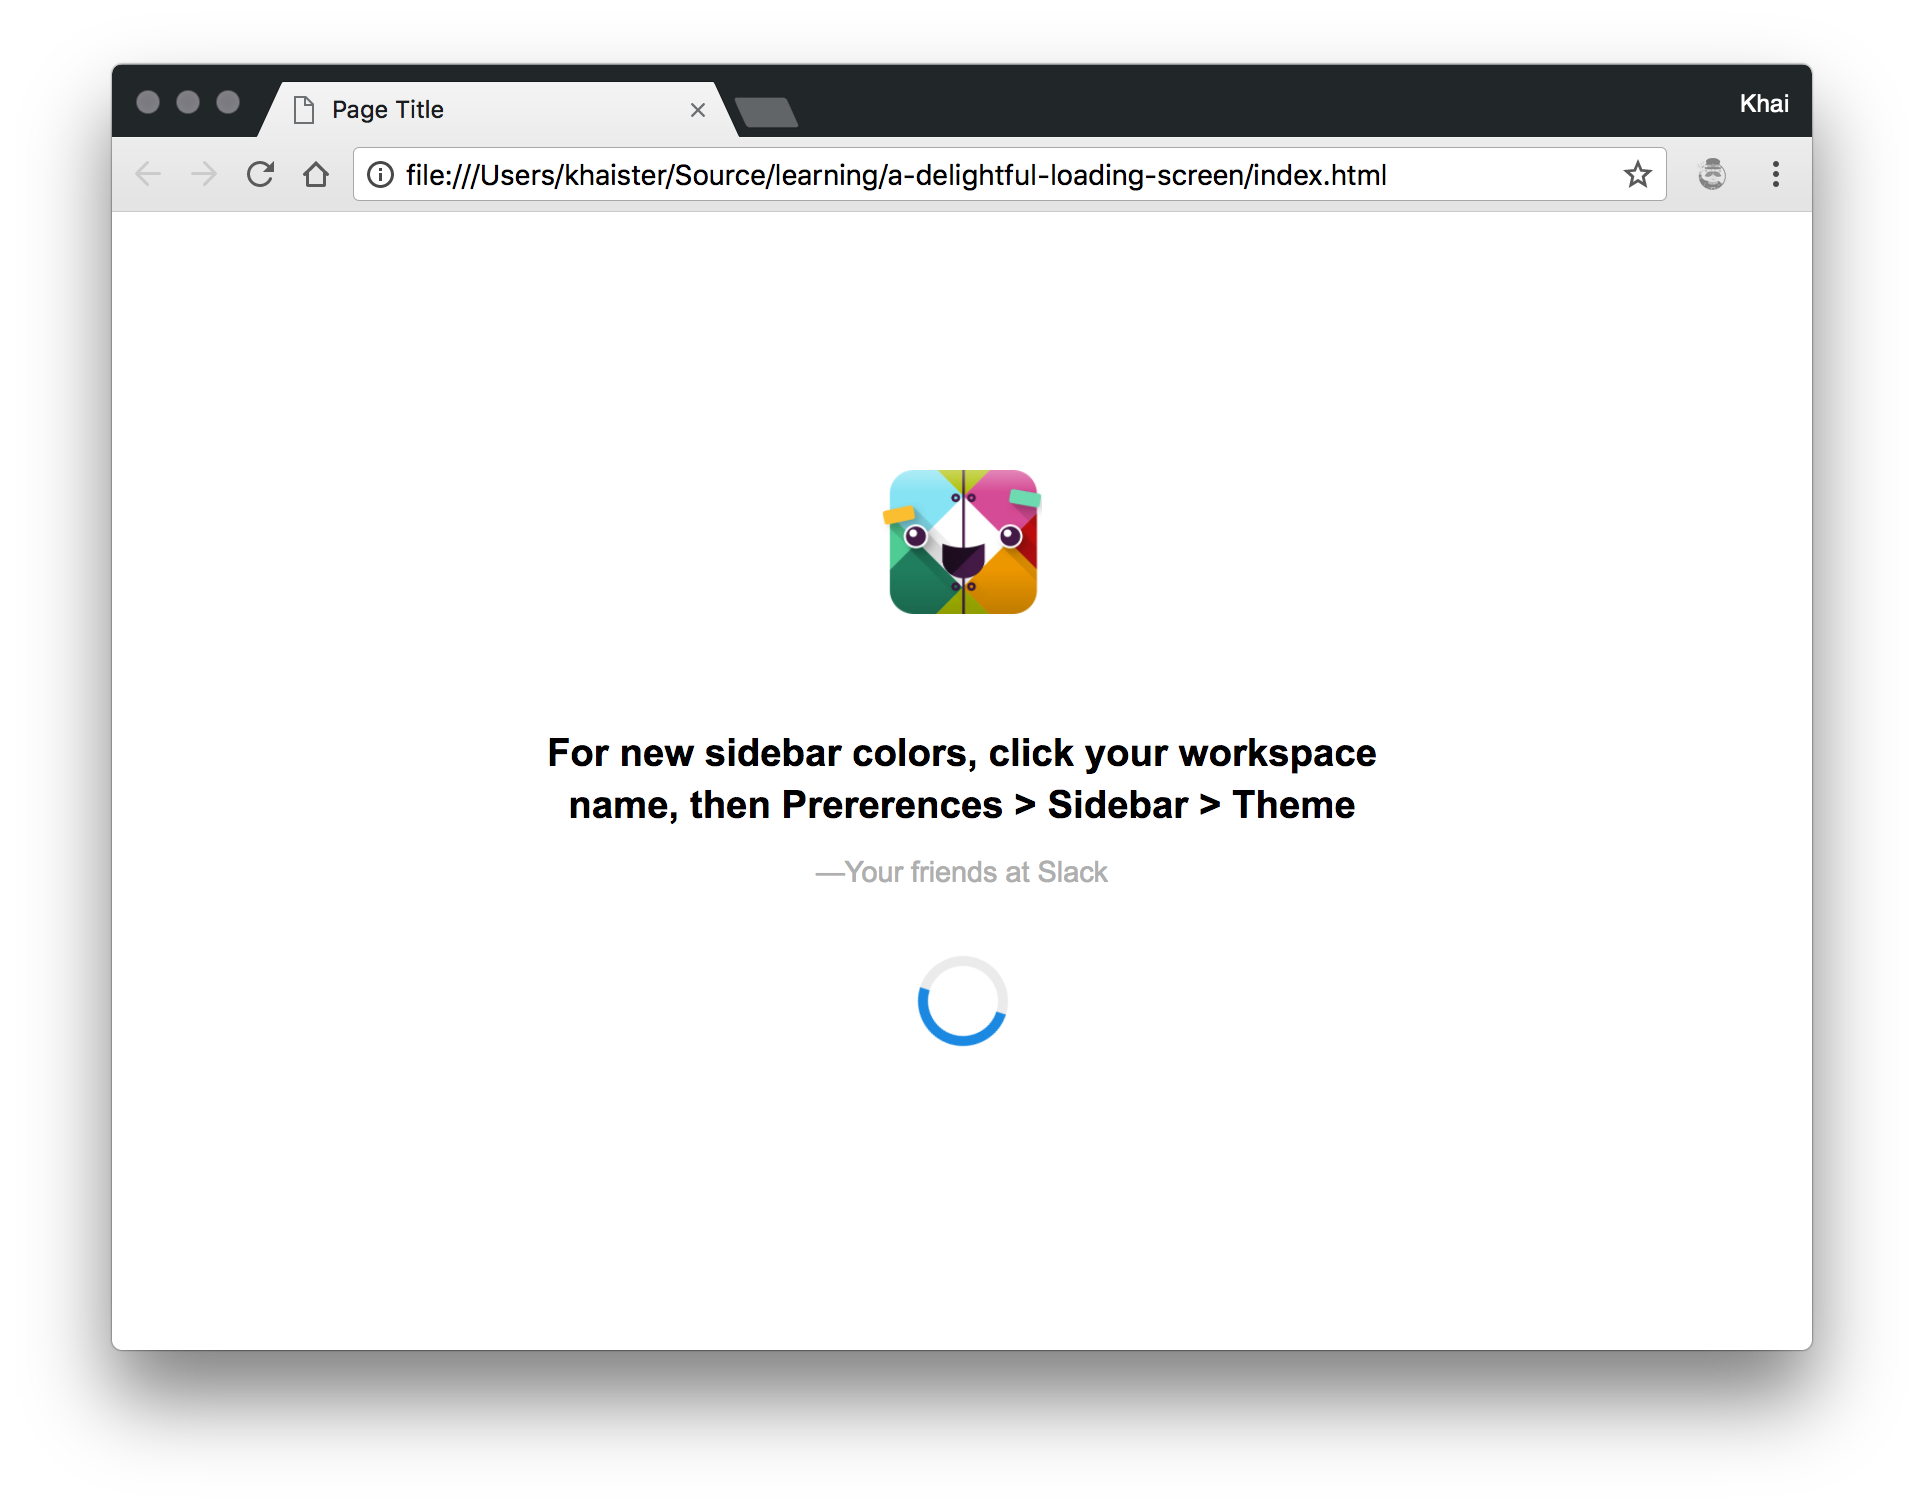 Page Title
Khai
file:///Users/khaister/Source/learning/a-delightful-loading-screen/index.html
For new sidebar colors, click your workspace
name, then Prererences > Sidebar > Theme
—Your friends at Slack